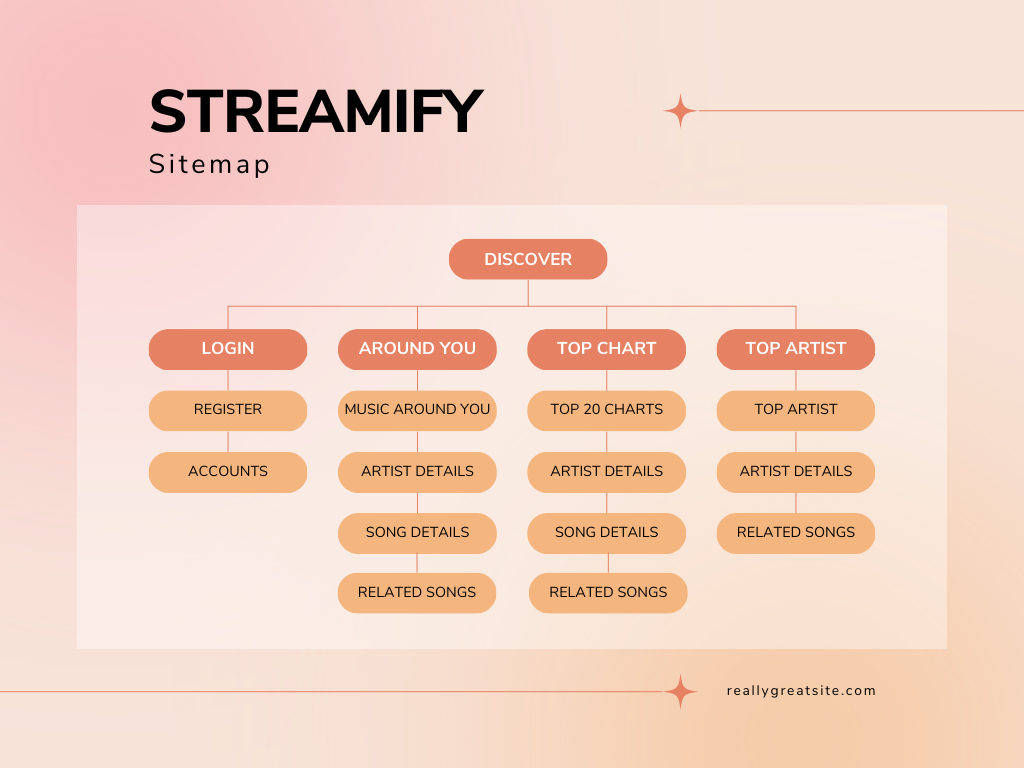 STREAMIFY
Sitemap
DISCOVER
LOGIN
AROUND YOU
TOP CHART
TOP ARTIST
REGISTER
MUSIC AROUND YOU
TOP 20 CHARTS
TOP ARTIST
ACCOUNTS
ARTIST DETAILS
ARTIST DETAILS
ARTIST DETAILS
SONG DETAILS
SONG DETAILS
RELATED SONGS
RELATED SONGS
RELATED SONGS
reallygreatsite.com